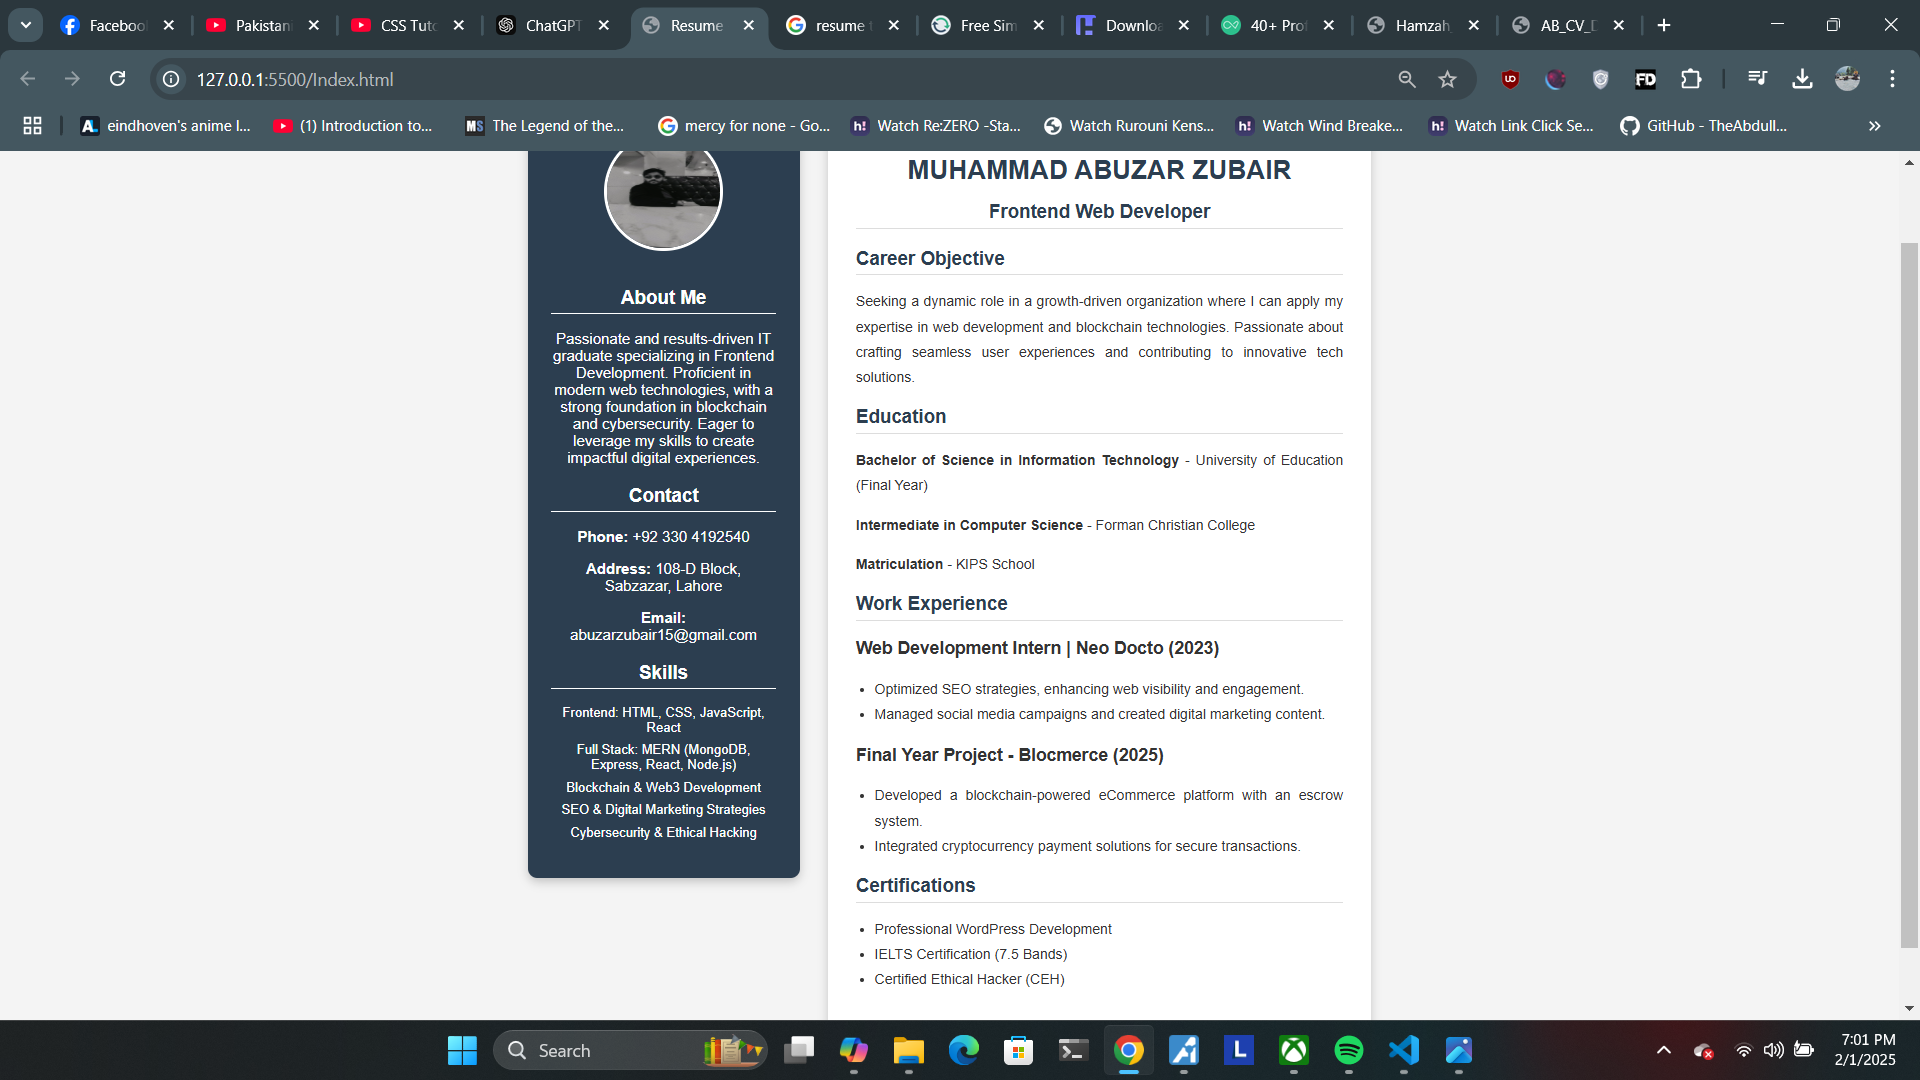 Facebook
Pakistan
CSS Tuto
ChatGPT
Resume
resume t
Free Sim
Downloa
40+ Prof
Hamzah
AB_CV_D
127.0.0.1:5500/Index.html
eindhoven's anime l...
(1) Introduction to...
The Legend of the...
mercy for none - Go...
Watch Re:ZERO -Sta...
Watch Rurouni Kens...
Watch Wind Breake...
Watch Link Click Se...
GitHub - TheAbdull...
About Me
Passionate and results-driven IT
graduate specializing in Frontend
Development. Proficient in
modern web technologies, with a
strong foundation in blockchain
and cybersecurity. Eager to
leverage my skills to create
impactful digital experiences.
Contact
Phone: +92 330 4192540
Address: 108-D Block,
Sabzazar, Lahore
Email:
abuzarzubair15@gmail.com
Skills
Frontend: HTML, CSS, JavaScript,
React
Full Stack: MERN (MongoDB,
Express, React, Node.js)
Blockchain & Web3 Development
SEO & Digital Marketing Strategies
Cybersecurity & Ethical Hacking
MUHAMMAD ABUZAR ZUBAIR
Frontend Web Developer
Career Objective
Seeking a dynamic role in a growth-driven organization where I can apply my
expertise in web development and blockchain technologies. Passionate about
crafting seamless user experiences and contributing to innovative tech
solutions.
Education
Bachelor of Science in Information Technology - University of Education
(Final Year)
Intermediate in Computer Science - Forman Christian College
Matriculation - KIPS School
Work Experience
Web Development Intern | Neo Docto (2023)
• Optimized SEO strategies, enhancing web visibility and engagement.
• Managed social media campaigns and created digital marketing content.
Final Year Project - Blocmerce (2025)
• Developed a blockchain-powered eCommerce platform with an escrow
system.
• Integrated cryptocurrency payment solutions for secure transactions.
Certifications
• Professional WordPress Development
• IELTS Certification (7.5 Bands)
• Certified Ethical Hacker (CEH)
Search
7:01 PM
2/1/2025